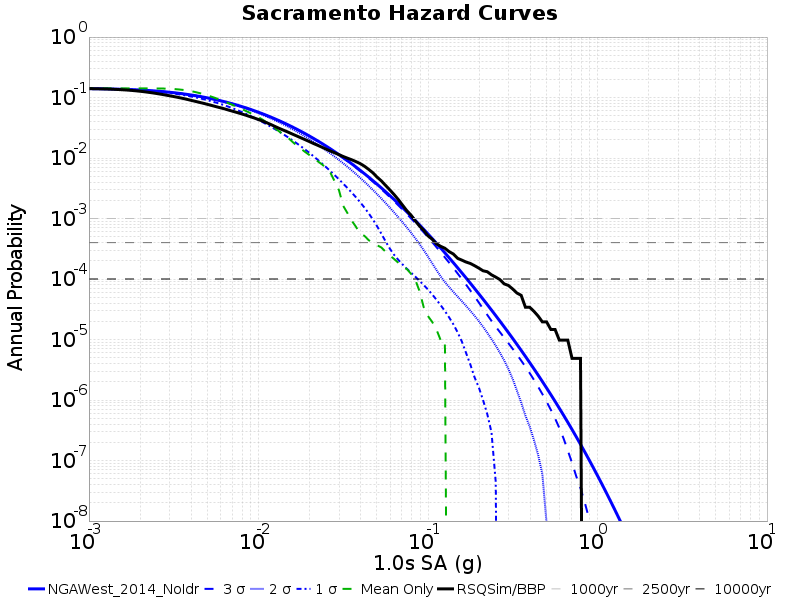 Sacramento Hazard Curves
10^0
10^-1
10^-2
10^-3
10^-4
10^-5
10^-6
10^-7
10^-8
Annual Probability
10^-3 10^-2 10^-1 10^0 10^1
1.0s SA (g)
NGAWest_2014_NoIdr 3 σ 2 σ 1 σ Mean Only RSQSim/BBP 1000yr 2500yr 10000yr